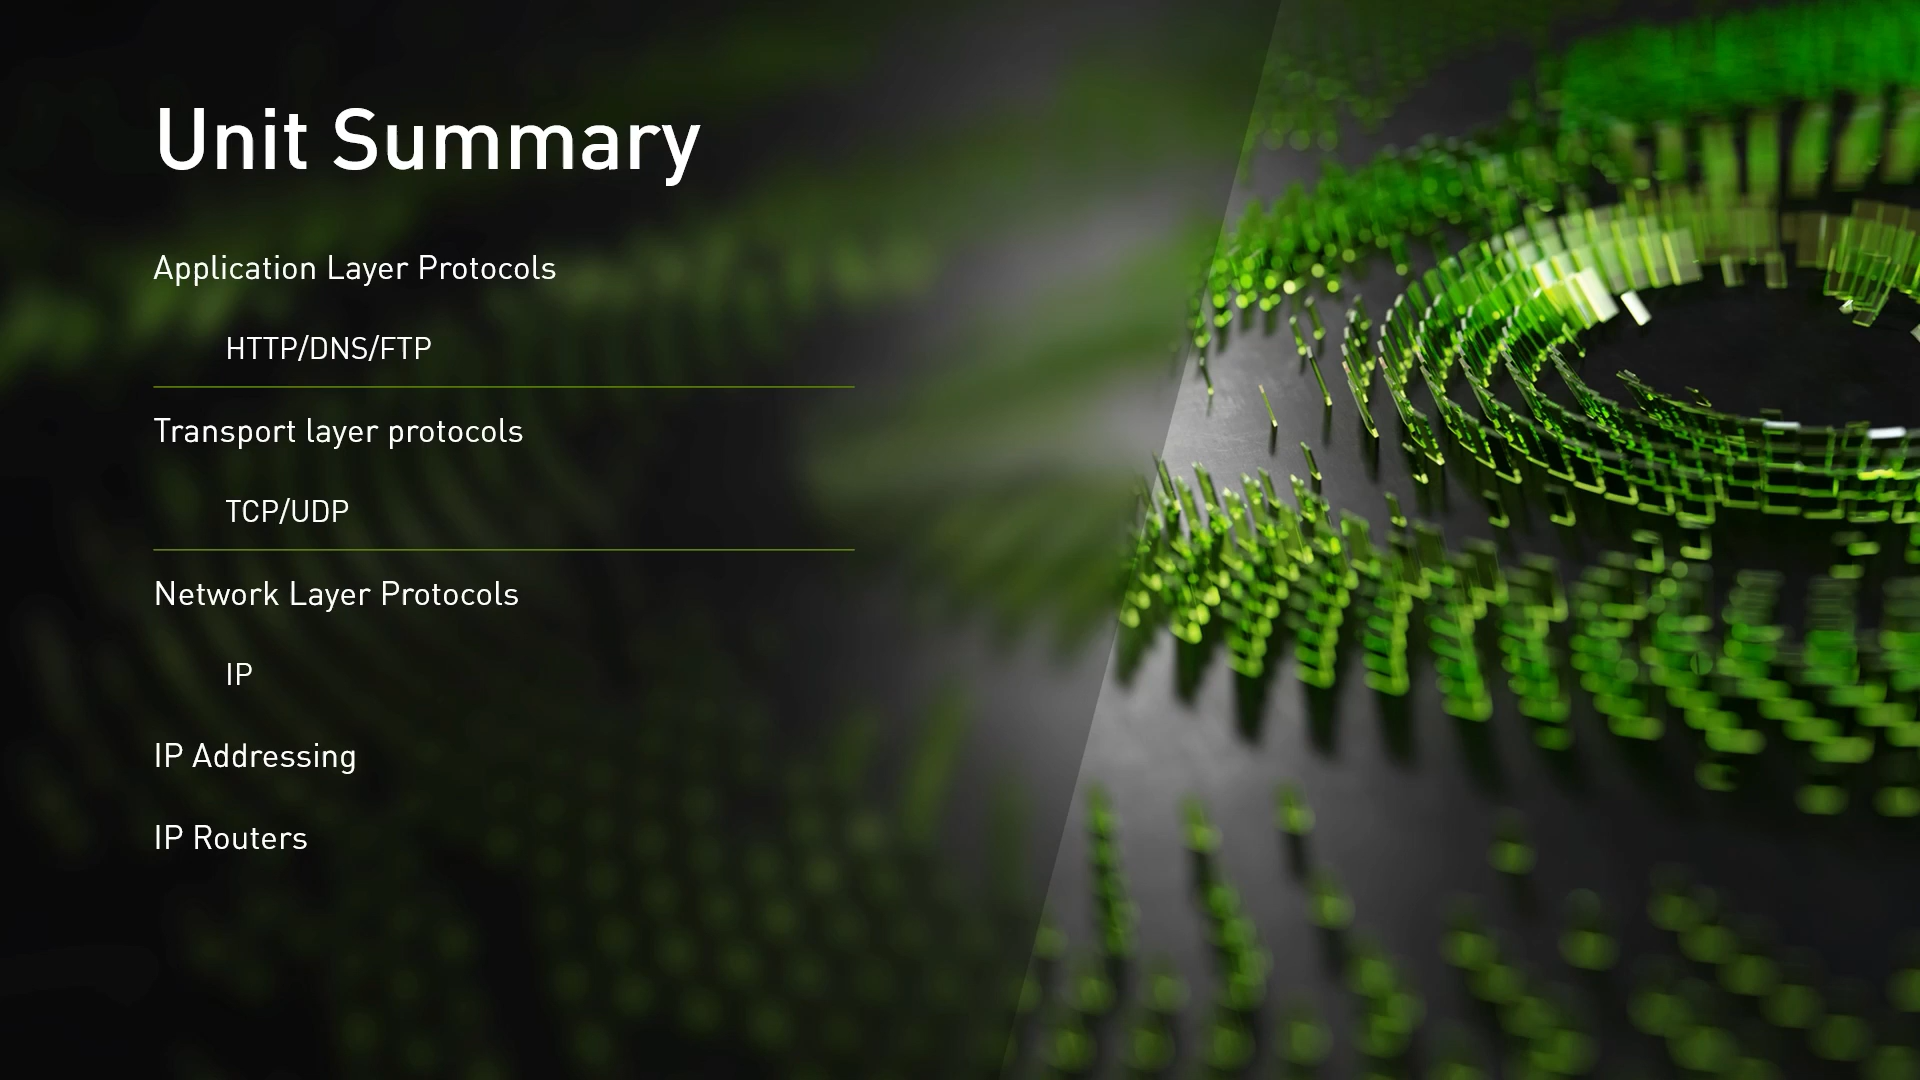 Unit Summary
Application Layer Protocols
HTTP/DNS/FTP
Transport layer protocols
TCP/UDP
Network Layer Protocols
IP
IP Addressing
IP Routers